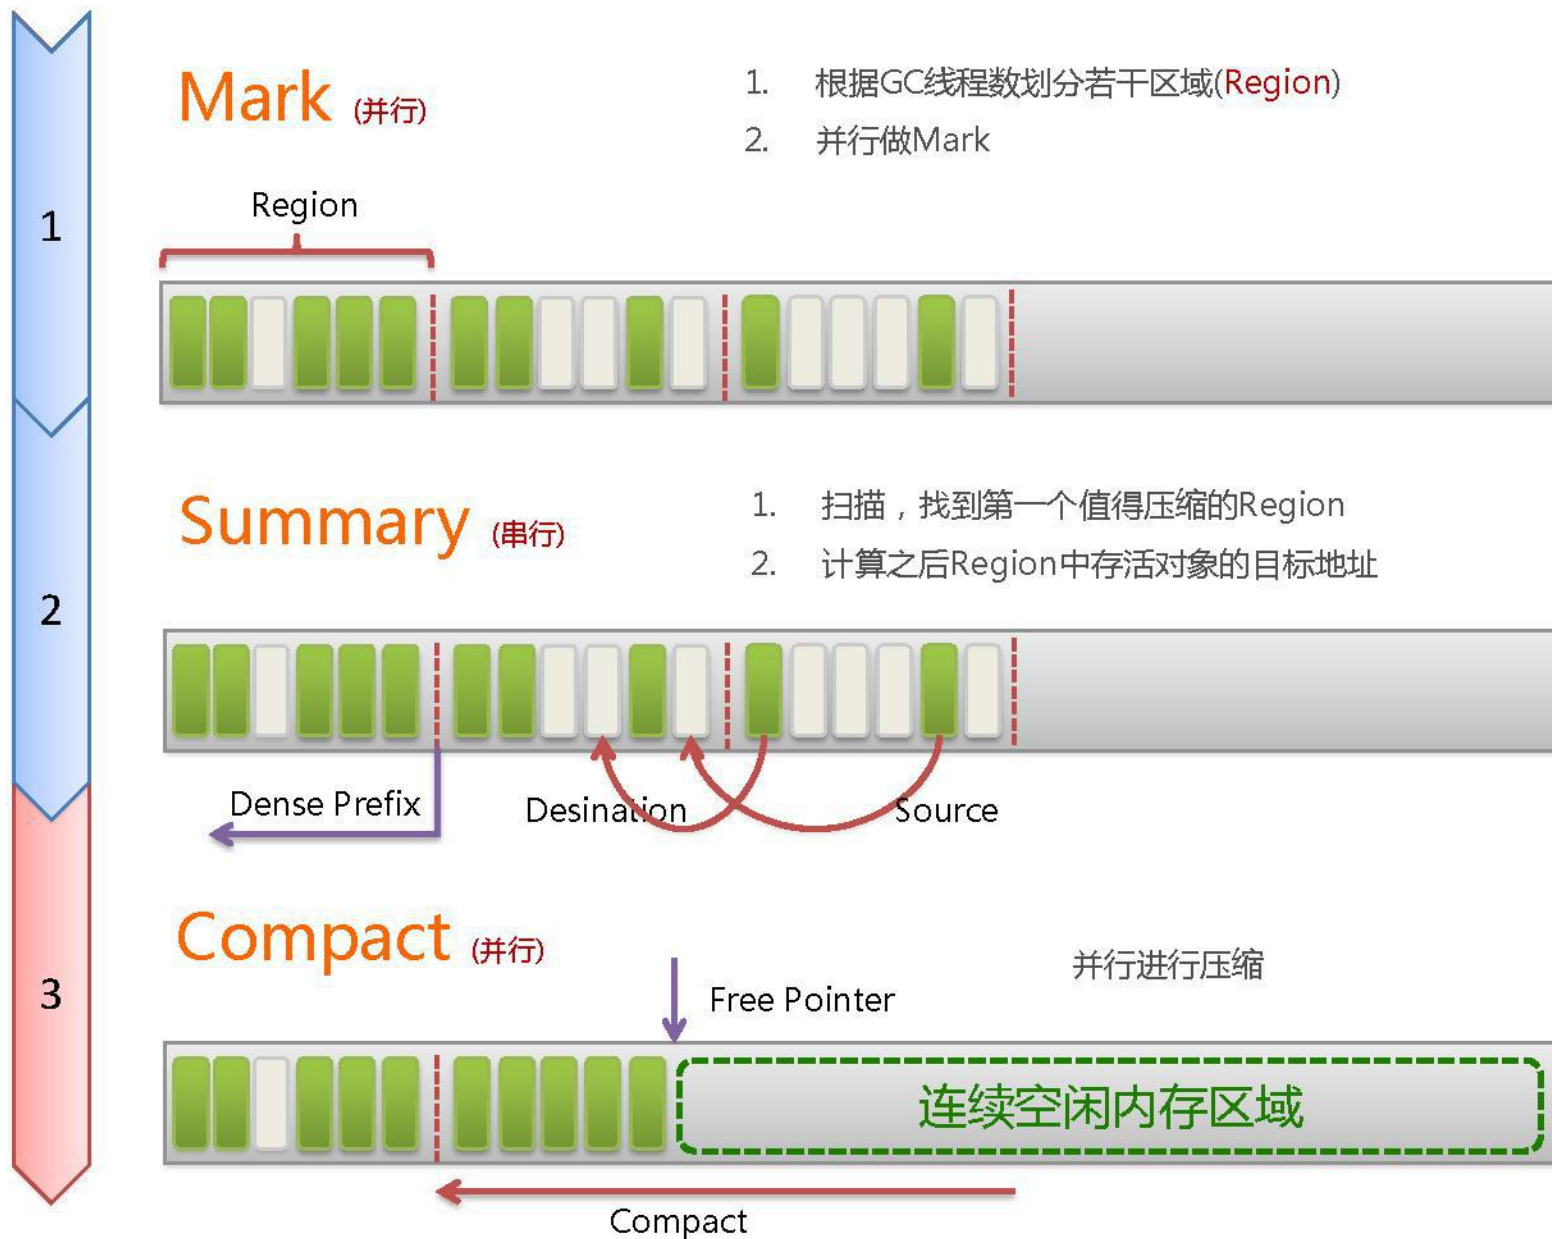 Mark (并行)
1. 根据GC线程数划分若干区域(Region)
2. 并行做Mark
Region
1
Summary (串行)
1. 扫描，找到第一个值得压缩的Region
2. 计算之后Region中存活对象的目标地址
2
Dense Prefix
Desination
Source
Compact (并行)
并行进行压缩
3
Free Pointer
连续空闲内存区域
Compact